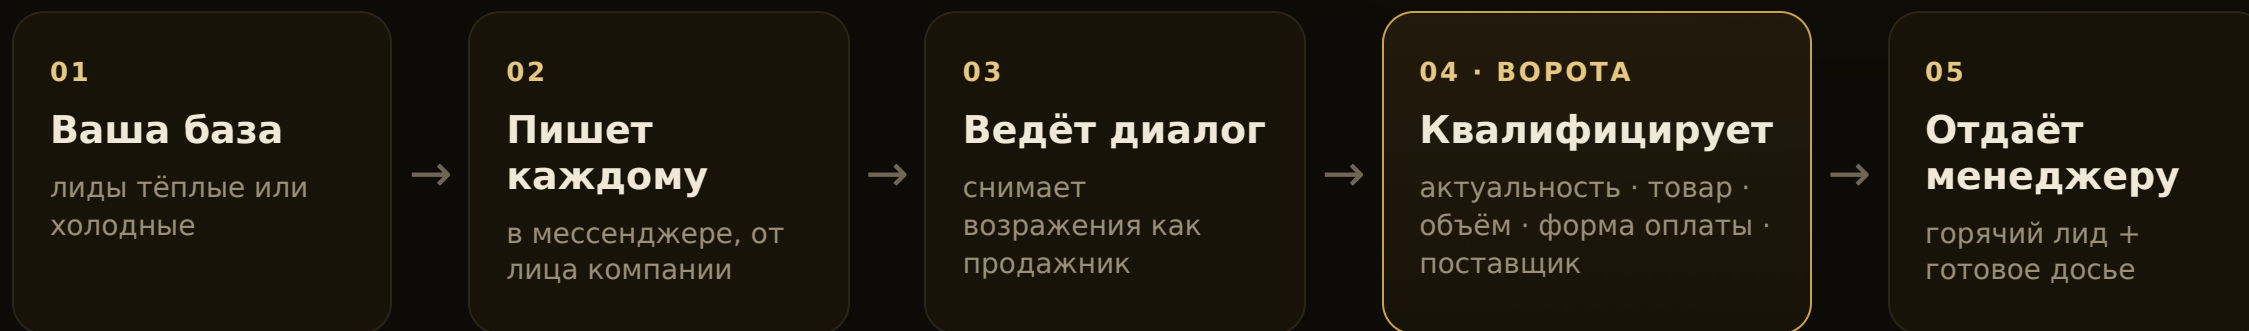 01
Ваша база
лиды тёплые или
холодные
→
02
Пишет
каждому
в мессенджере, от
лица компании
→
03
Ведёт диалог
снимает
возражения как
продажник
→
04 · ВОРОТА
Квалифицирует
актуальность · товар ·
объём · форма оплаты ·
поставщик
→
05
Отдаёт
менеджеру
горячий лид +
готовое досье